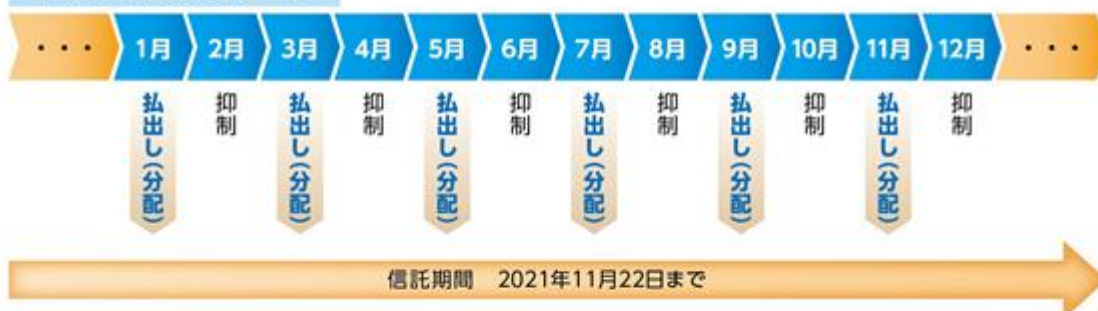 ・・・ 1月 2月 3月 4月 5月 6月 7月 8月 9月 10月 11月 12月 ・・・
払出し(分配)
抑制
払出し(分配)
抑制
払出し(分配)
抑制
払出し(分配)
抑制
払出し(分配)
抑制
払出し(分配)
抑制
信託期間 2021年11月22日まで